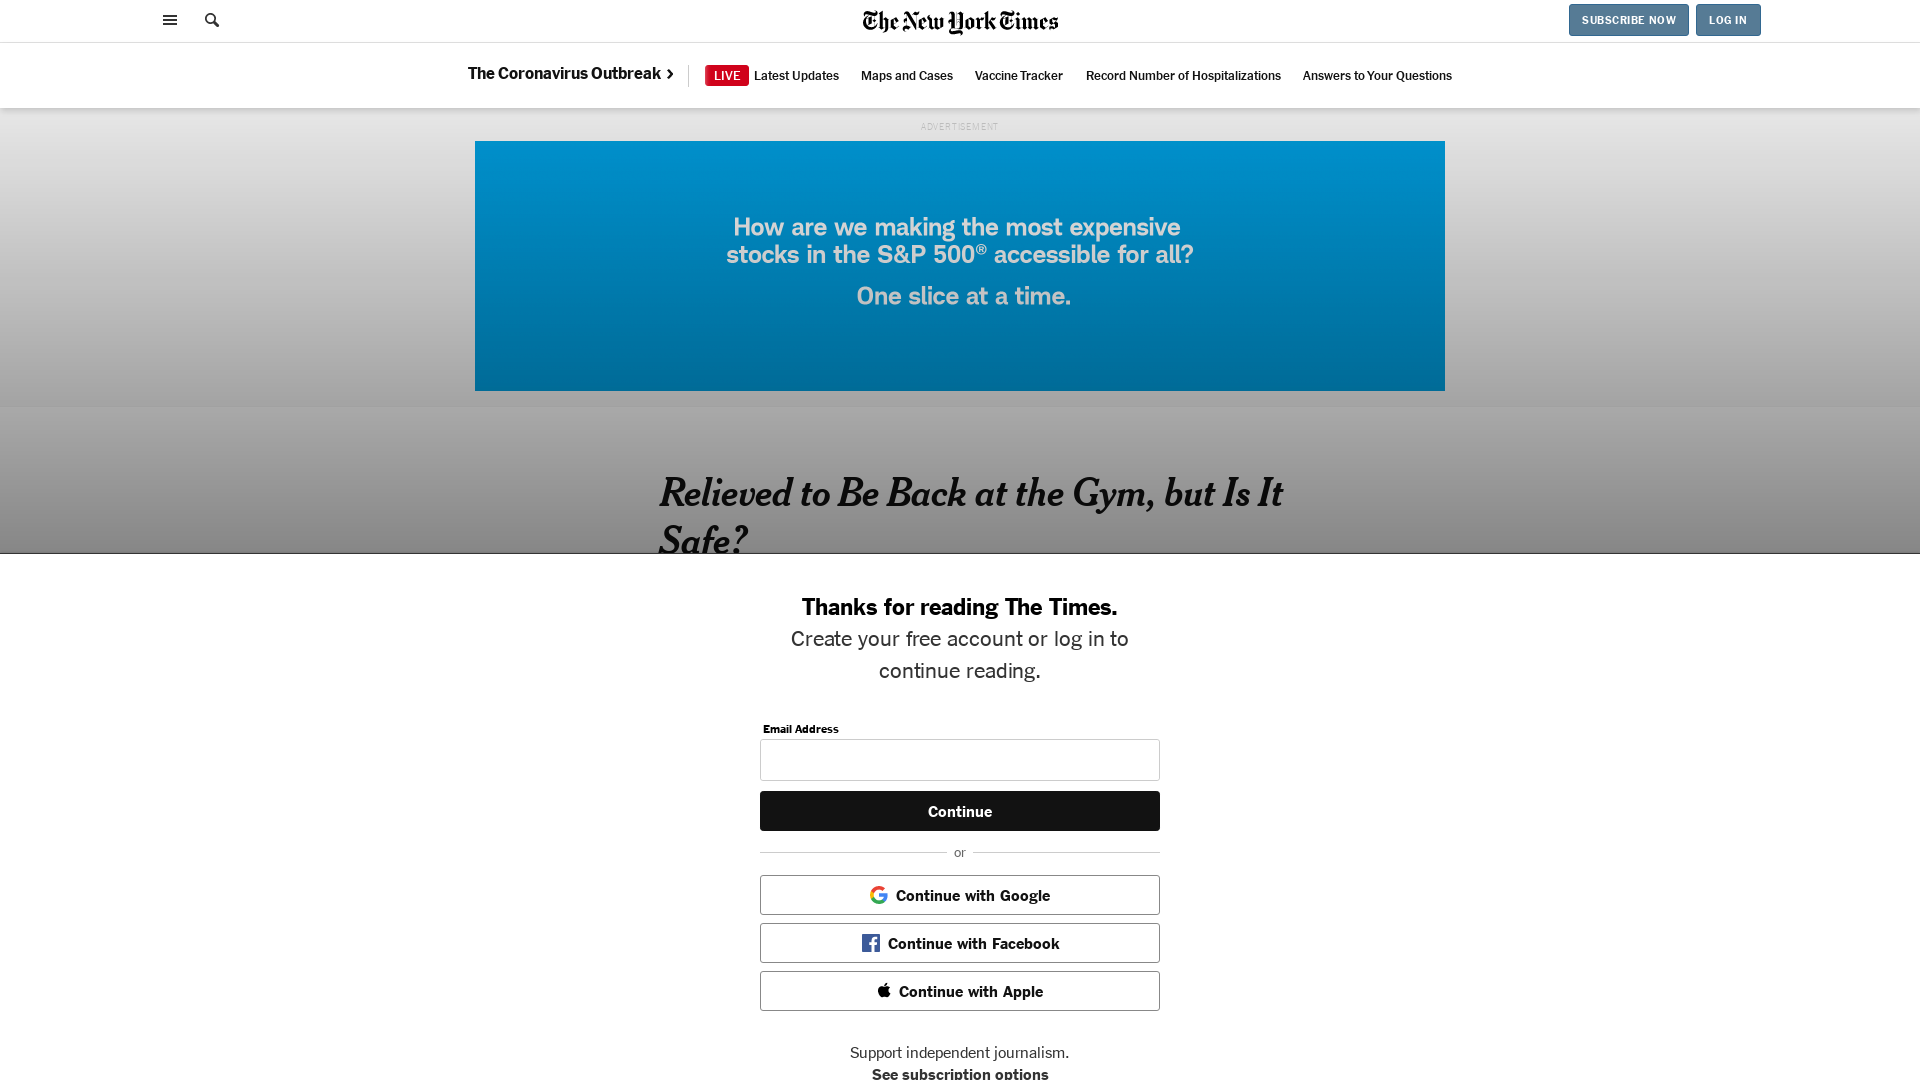 The New York Times
SUBSCRIBE NOW
LOG IN
The Coronavirus Outbreak
LIVE Latest Updates
Maps and Cases
Vaccine Tracker
Record Number of Hospitalizations
Answers to Your Questions
ADVERTISEMENT
How are we making the most expensive
stocks in the S&P 500® accessible for all?
One slice at a time.
Relieved to Be Back at the Gym, but Is It
Safe?
Thanks for reading The Times.
Create your free account or log in to
continue reading.
Email Address
Continue
or
Continue with Google
Continue with Facebook
Continue with Apple
Support independent journalism.
See subscription options